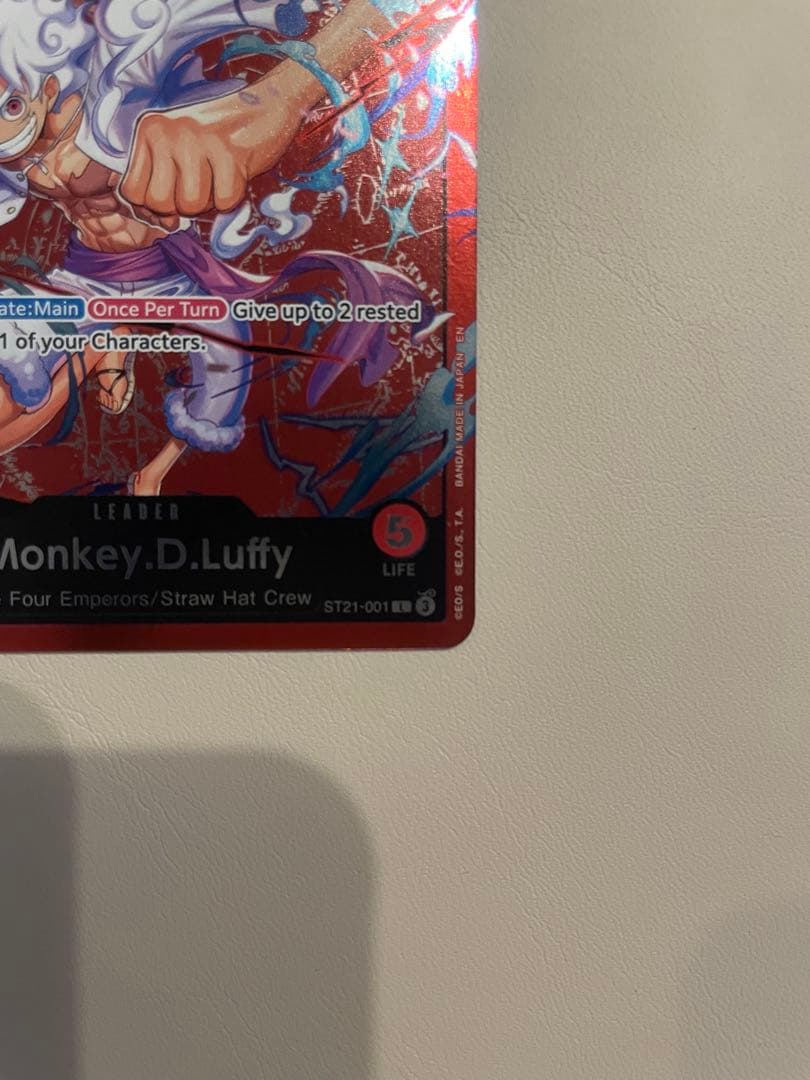 ate:Main Once Per Turn Give up to 2 rested
1 of your Characters.
LEADER
Monkey.D.Luffy
5
LIFE
Four Emperors/Straw Hat Crew
ST21-001 L 3
©E.O/S ©E.O./S., T.A. BANDAI MADE IN JAPAN EN